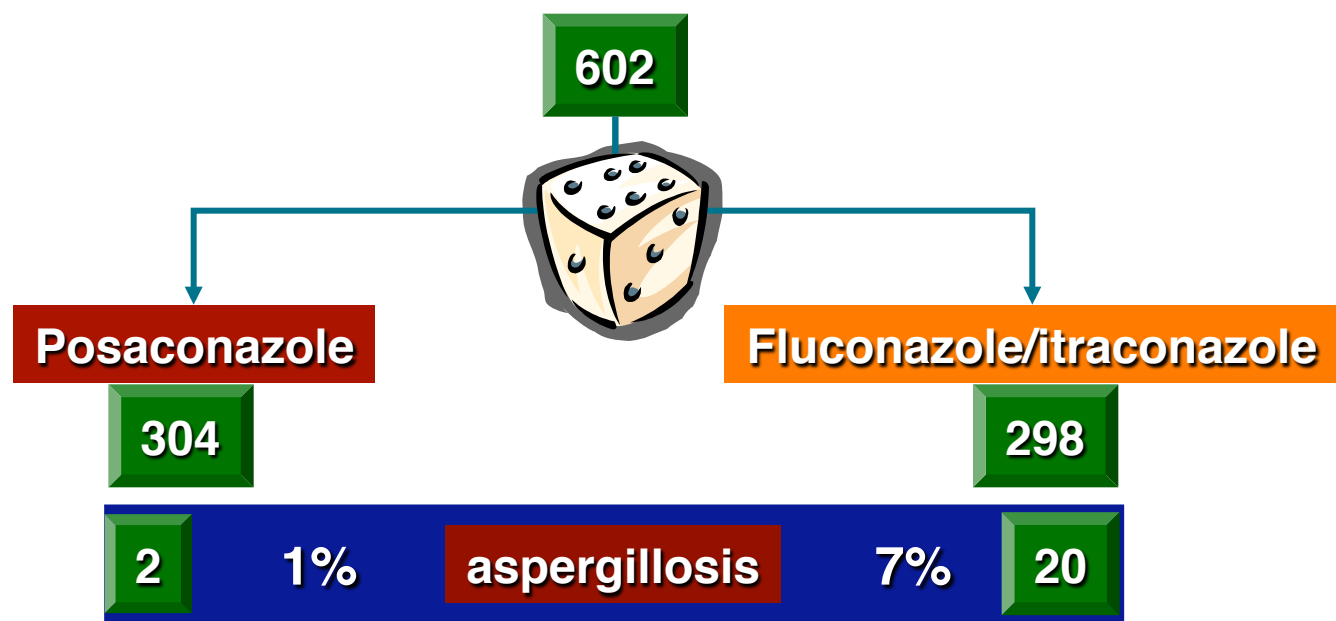 602
Posaconazole
Fluconazole/itraconazole
304
298
2 1% aspergillosis 7% 20